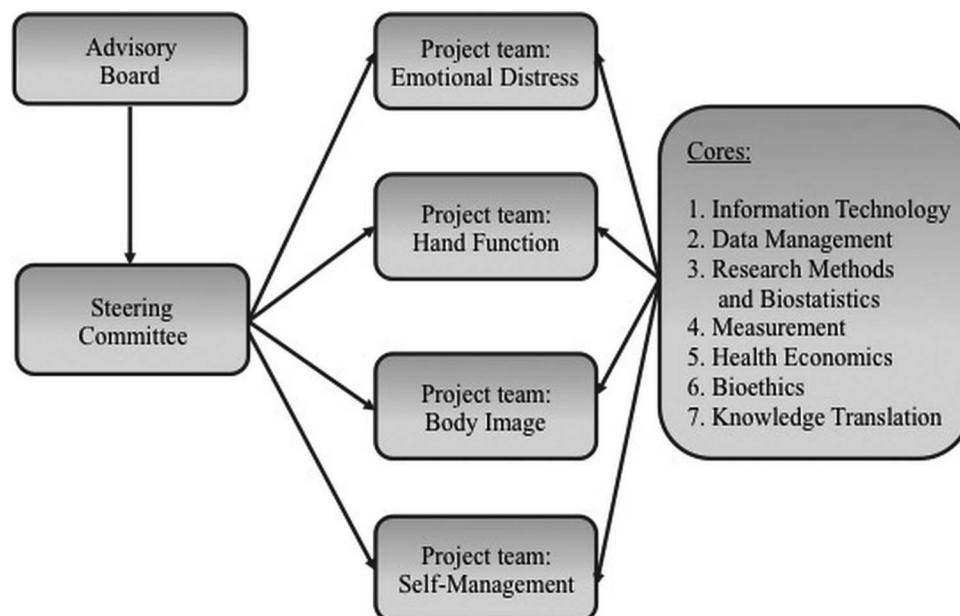 Advisory
Board
Steering
Committee
Project team:
Emotional Distress
Project team:
Hand Function
Project team:
Body Image
Project team:
Self-Management
Cores:
1. Information Technology
2. Data Management
3. Research Methods
and Biostatistics
4. Measurement
5. Health Economics
6. Bioethics
7. Knowledge Translation